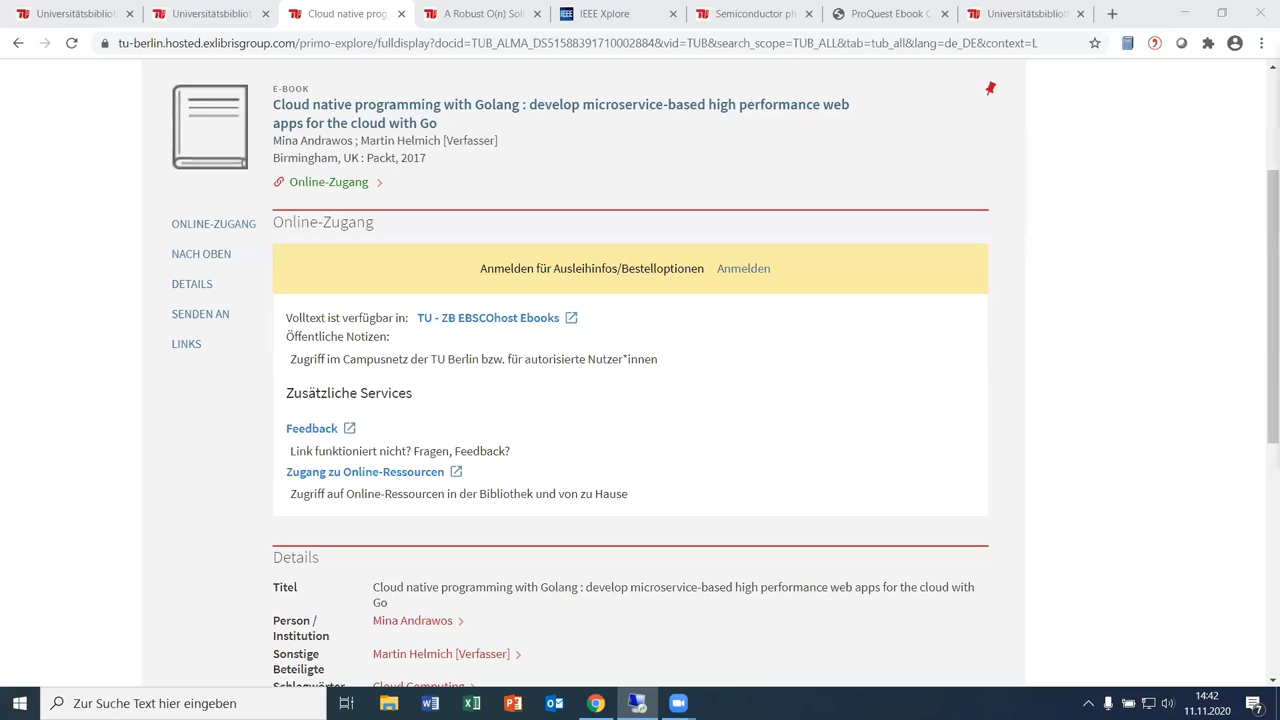 Universitätsbibliot
Universitätsbibliot
Cloud native prog
A Robust O(n) Solu
IEEE Xplore
Semiconductor ph
ProQuest Ebook C
Universitätsbibliot
tu-berlin.hosted.exlibrisgroup.com/primo-explore/fulldisplay?docid=TUB_ALMA_DS51588391710002884&vid=TUB&search_scope=TUB_ALL&tab=tub_all&lang=de_DE&context=L
E-BOOK
Cloud native programming with Golang : develop microservice-based high performance web
apps for the cloud with Go
Mina Andrawos ; Martin Helmich [Verfasser]
Birmingham, UK : Packt, 2017
Online-Zugang
ONLINE-ZUGANG
NACH OBEN
DETAILS
SENDEN AN
LINKS
Online-Zugang
Anmelden für Ausleihinfos/Bestelloptionen Anmelden
Volltext ist verfügbar in: TU - ZB EBSCOhost Ebooks
Öffentliche Notizen:
Zugriff im Campusnetz der TU Berlin bzw. für autorisierte Nutzer*innen
Zusätzliche Services
Feedback
Link funktioniert nicht? Fragen, Feedback?
Zugang zu Online-Ressourcen
Zugriff auf Online-Ressourcen in der Bibliothek und von zu Hause
Details
Titel Cloud native programming with Golang : develop microservice-based high performance web apps for the cloud with
Go
Person / Mina Andrawos
Institution
Sonstige Martin Helmich [Verfasser]
Beteiligte
Schlagwörter Cloud Computing
Zur Suche Text hier eingeben
14:42
11.11.2020
7